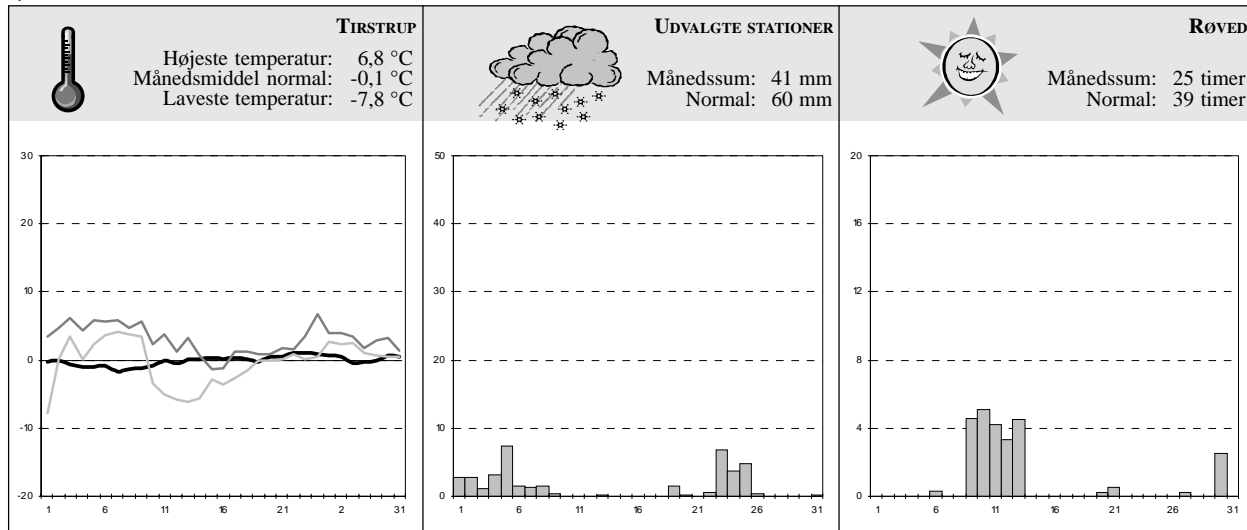 TIRSTRUP
Højeste temperatur: 6,8 °C
Månedsmiddel normal: -0,1 °C
Laveste temperatur: -7,8 °C
30
20
10
0
-10
-20
1 6 11 16 21 2 31
UDVALGTE STATIONER
Månedssum: 41 mm
Normal: 60 mm
50
40
30
20
10
0
1 6 11 16 21 26 31
RØVED
Månedssum: 25 timer
Normal: 39 timer
20
16
12
8
4
0
1 6 11 16 21 26 31